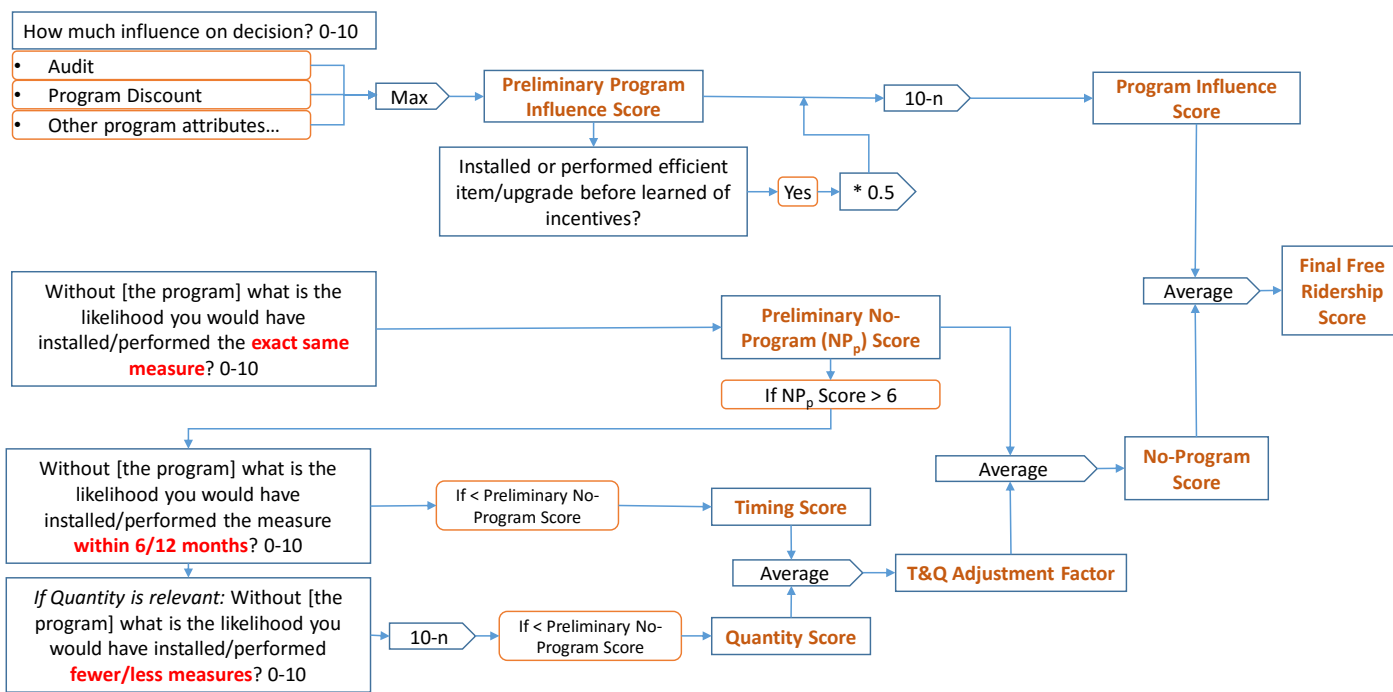 How much influence on decision? 0-10
• Audit
• Program Discount
• Other program attributes…
Max
Preliminary Program
Influence Score
10-n
Program Influence
Score
Installed or performed efficient
item/upgrade before learned of
incentives?
Yes
* 0.5
Without [the program] what is the
likelihood you would have
installed/performed the exact same
measure? 0-10
Preliminary No-
Program (NPp) Score
If NPp Score > 6
Average
Final Free
Ridership
Score
Without [the program] what is the
likelihood you would have
installed/performed the measure
within 6/12 months? 0-10
If < Preliminary No-
Program Score
Timing Score
Average
No-Program
Score
Average
T&Q Adjustment Factor
If Quantity is relevant: Without [the
program] what is the likelihood you
would have installed/performed
fewer/less measures? 0-10
10-n
If < Preliminary No-
Program Score
Quantity Score